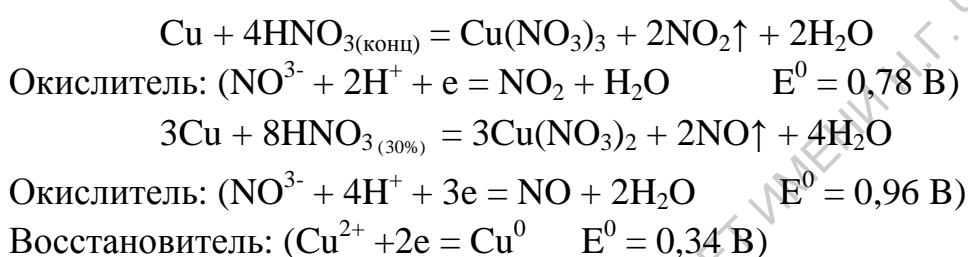 Cu + 4HNO₃₍конц₎ = Cu(NO₃)₃ + 2NO₂↑ + 2H₂O
Окислитель: (NO³⁻ + 2H⁺ + e = NO₂ + H₂O E⁰ = 0,78 В)
3Cu + 8HNO₃ ₍₃₀%₎ = 3Cu(NO₃)₂ + 2NO↑ + 4H₂O
Окислитель: (NO³⁻ + 4H⁺ + 3e = NO + 2H₂O E⁰ = 0,96 В)
Восстановитель: (Cu²⁺ +2e = Cu⁰ E⁰ = 0,34 В)
ИМЕНИ Н.Г.